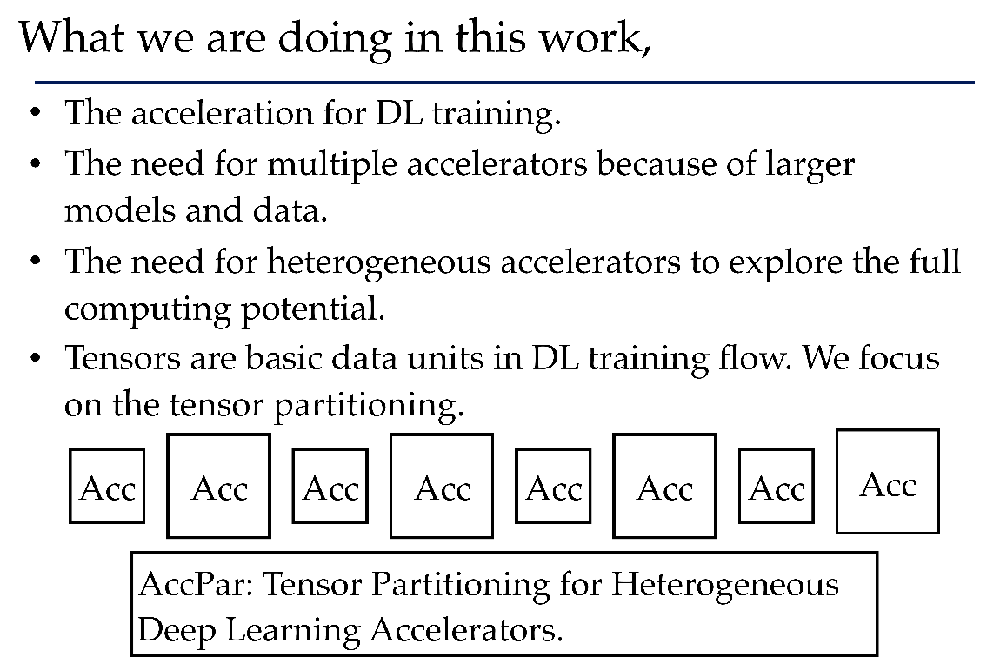 What we are doing in this work,
• The acceleration for DL training.
• The need for multiple accelerators because of larger
models and data.
• The need for heterogeneous accelerators to explore the full
computing potential.
• Tensors are basic data units in DL training flow. We focus
on the tensor partitioning.
Acc Acc Acc Acc Acc Acc Acc Acc
AccPar: Tensor Partitioning for Heterogeneous
Deep Learning Accelerators.